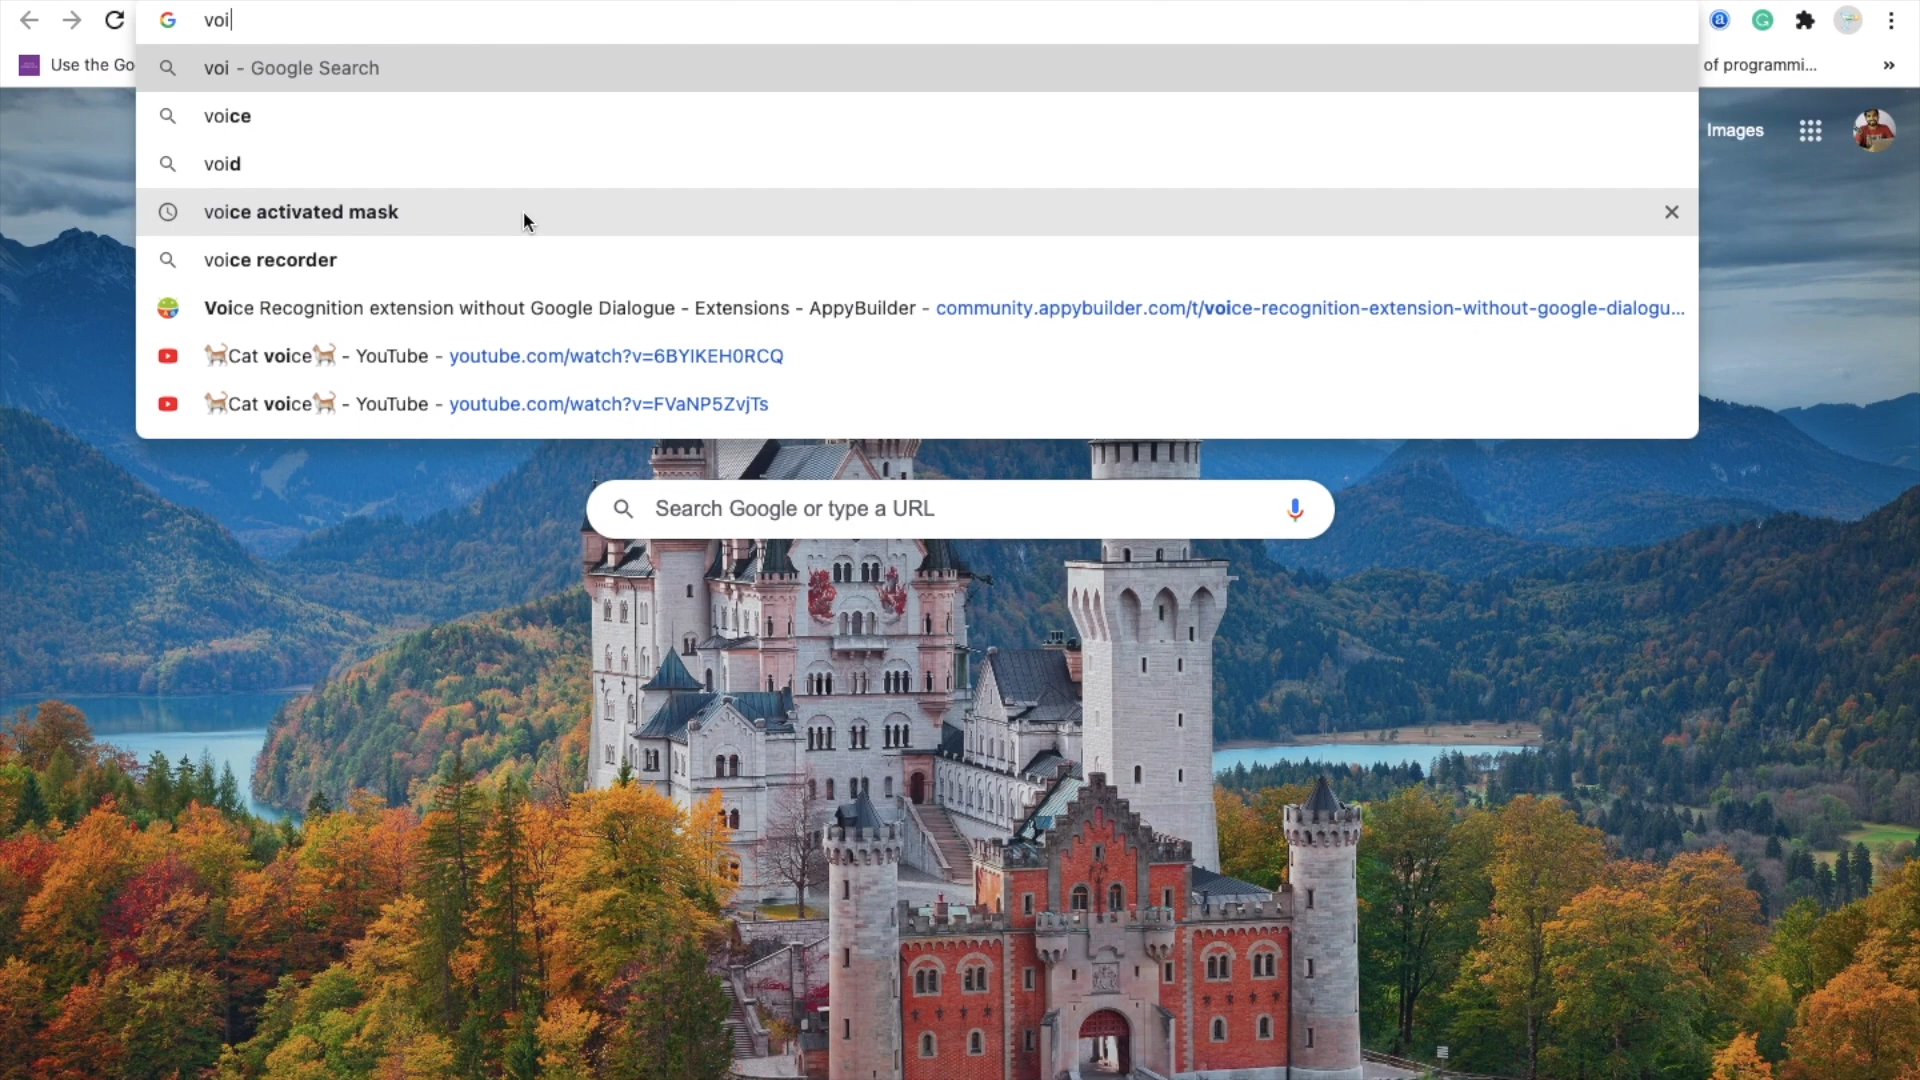 voi
Use the Go
of programmi...
»
voi - Google Search
voice
void
voice activated mask
voice recorder
Voice Recognition extension without Google Dialogue - Extensions - AppyBuilder - community.appybuilder.com/t/voice-recognition-extension-without-google-dialogu...
🐈Cat voice🐈 - YouTube - youtube.com/watch?v=6BYIKEH0RCQ
🐈Cat voice🐈 - YouTube - youtube.com/watch?v=FVaNP5ZvjTs
Images
Search Google or type a URL